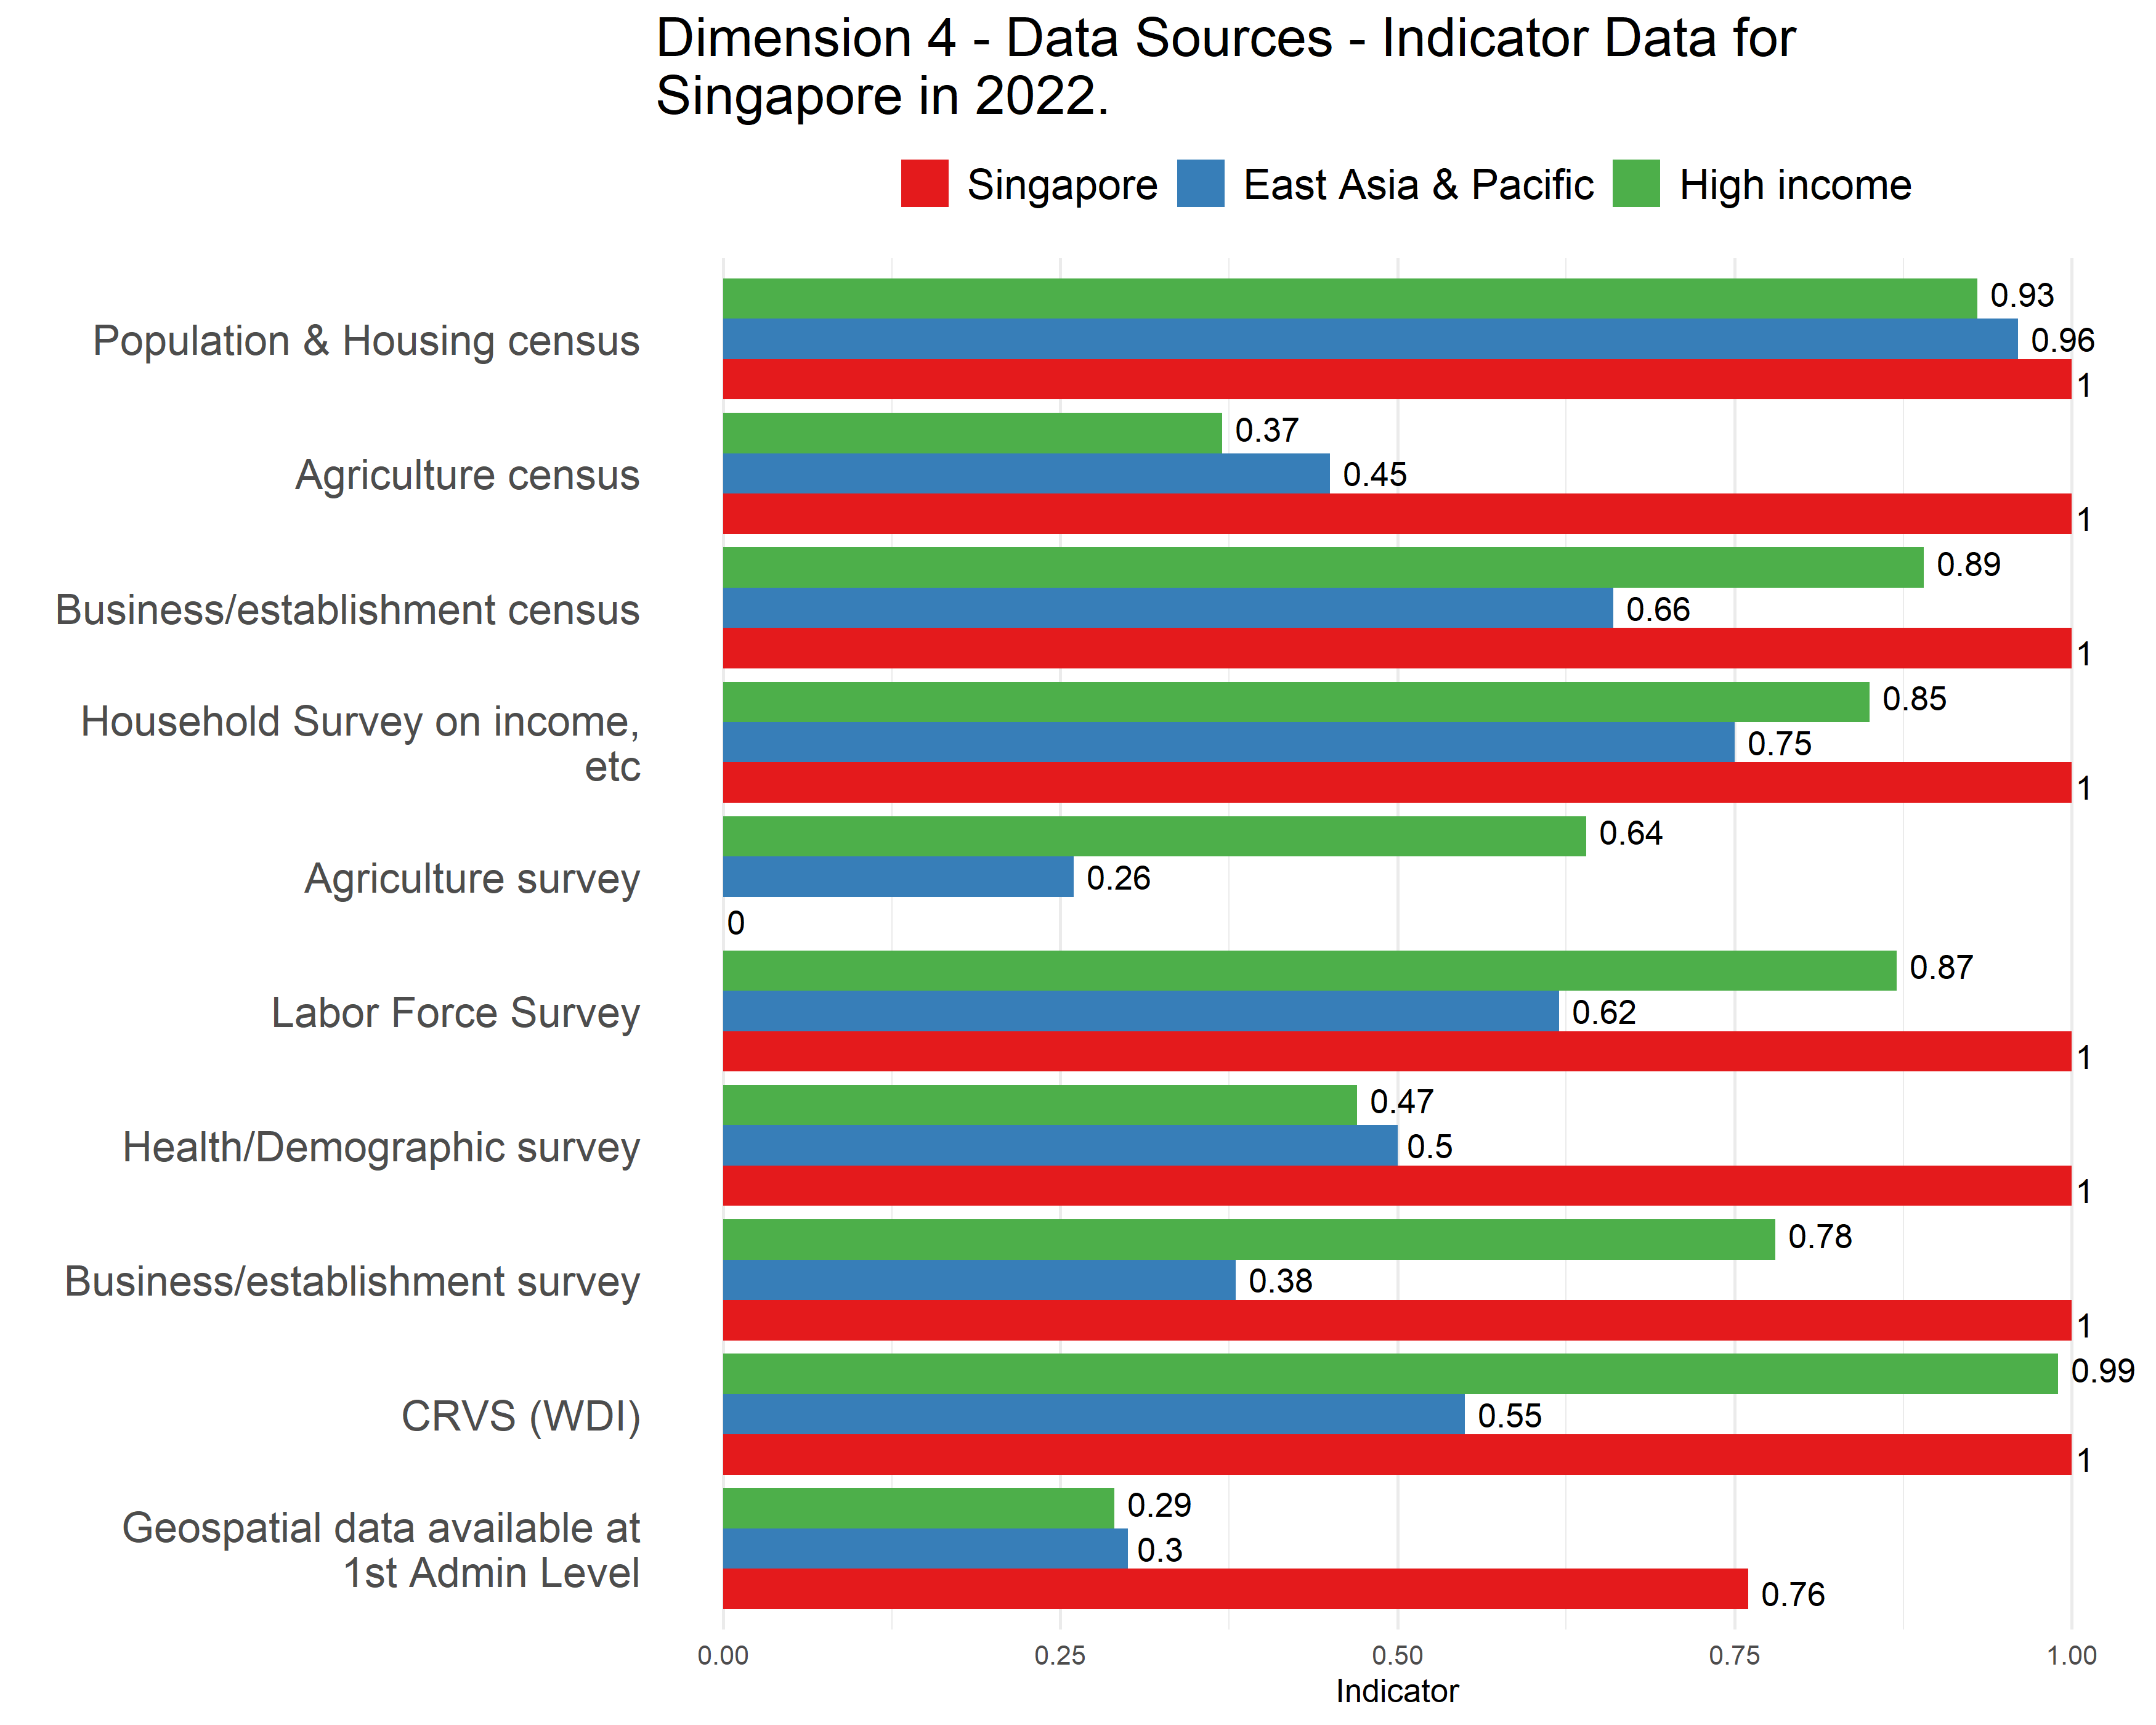 Dimension 4 - Data Sources - Indicator Data for
Singapore in 2022.
Singapore East Asia & Pacific High income
Population & Housing census
0.93
0.96
1
Agriculture census
0.37
0.45
1
Business/establishment census
0.89
0.66
1
Household Survey on income,
etc
0.85
0.75
1
Agriculture survey
0.64
0.26
0
Labor Force Survey
0.87
0.62
1
Health/Demographic survey
0.47
0.5
1
Business/establishment survey
0.78
0.38
1
CRVS (WDI)
0.99
0.55
1
Geospatial data available at
1st Admin Level
0.29
0.3
0.76
0.00 0.25 0.50 0.75 1.00
Indicator